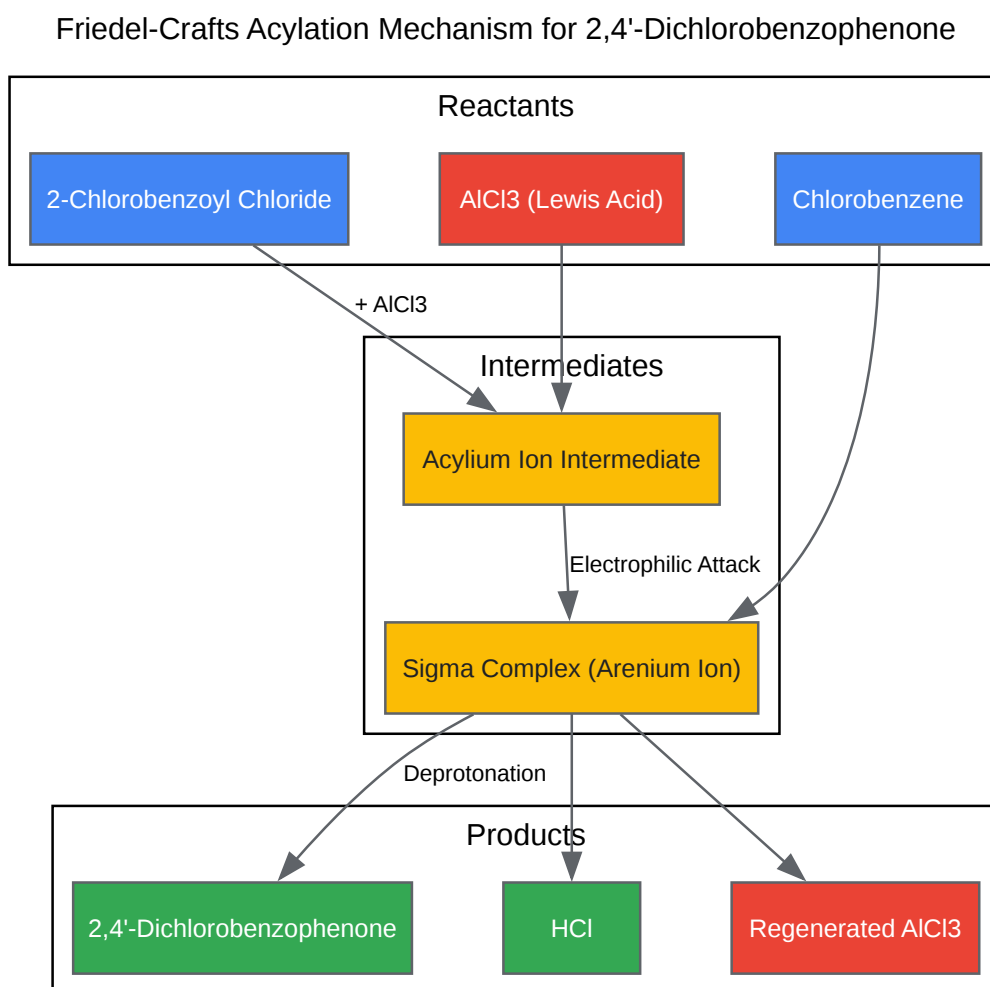 Friedel-Crafts Acylation Mechanism for 2,4'-Dichlorobenzophenone
Reactants
2-Chlorobenzoyl Chloride
AlCl3 (Lewis Acid)
Chlorobenzene
+ AlCl3
Intermediates
Acylium Ion Intermediate
Electrophilic Attack
Sigma Complex (Arenium Ion)
Deprotonation
Products
2,4'-Dichlorobenzophenone
HCl
Regenerated AlCl3